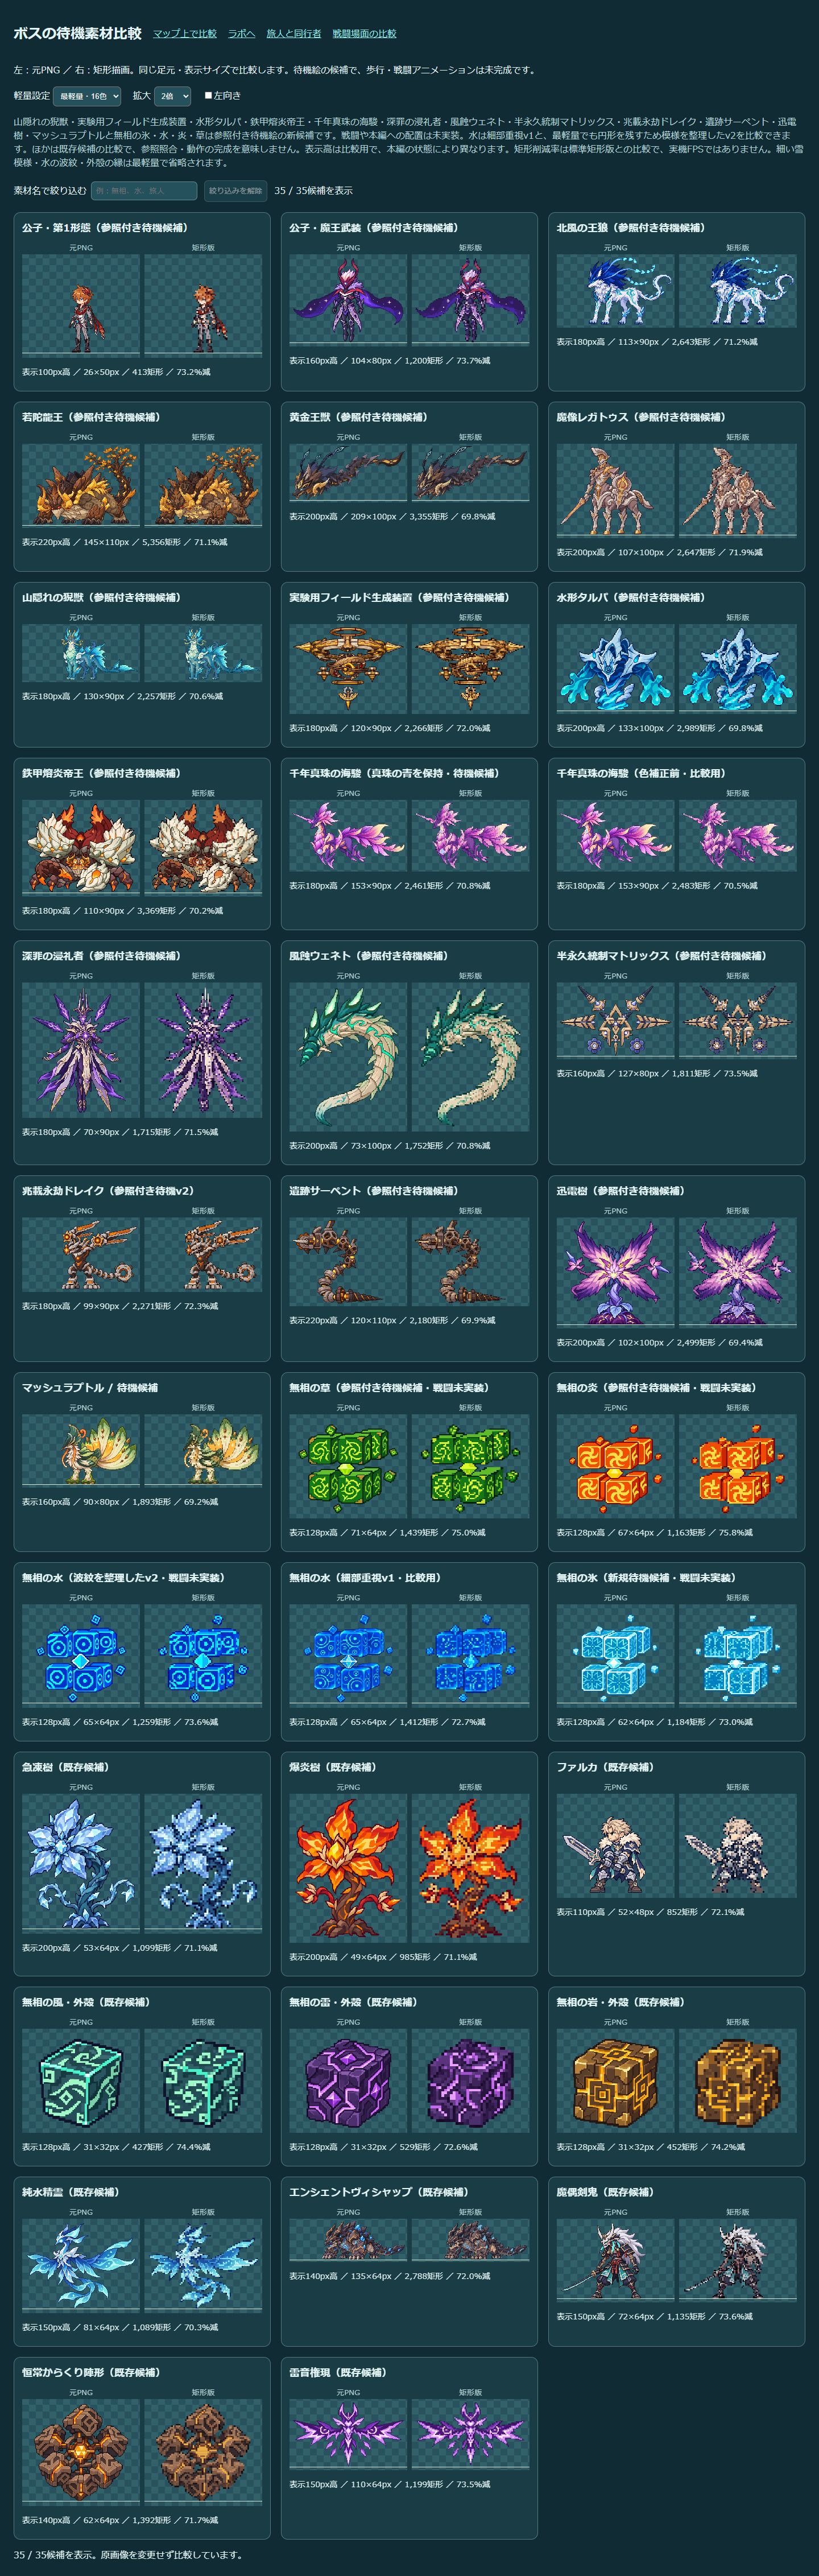 ボスの待機素材比較 マップ上で比較 ラボへ 旅人と同行者 戦闘場面の比較
左：元PNG ／ 右：矩形描画。同じ足元・表示サイズで比較します。待機絵の候補で、歩行・戦闘アニメーションは未完成です。
軽量設定 最軽量・16色 拡大 2倍 左向き
山隠れの猊獣・実験用フィールド生成装置・水形タルパ・鉄甲熔炎帝王・千年真珠の海駿・深罪の浸礼者・風蝕ウェネト・半永久統制マトリックス・兆載永劫ドレイク・遺跡サーペント・迅電
樹・マッシュラプトルと無相の氷・水・炎・草は参照付き待機絵の新候補です。戦闘や本編への配置は未実装。水は細部重視v1と、最軽量でも円形を残すため模様を整理したv2を比較できま
す。ほかは既存候補の比較で、参照照合・動作の完成を意味しません。表示高は比較用で、本編の状態により異なります。矩形削減率は標準矩形版との比較で、実機FPSではありません。細い雪
模様・水の波紋・外殻の縁は最軽量で省略されます。
素材名で絞り込む 例：無相、水、旅人 絞り込みを解除 35 / 35候補を表示
公子・第1形態（参照付き待機候補）
元PNG 矩形版
表示100px高 ／ 26×50px ／ 413矩形 ／ 73.2%減
公子・魔王武装（参照付き待機候補）
元PNG 矩形版
表示160px高 ／ 104×80px ／ 1,200矩形 ／ 73.7%減
北風の王狼（参照付き待機候補）
元PNG 矩形版
表示180px高 ／ 113×90px ／ 2,643矩形 ／ 71.2%減
若陀龍王（参照付き待機候補）
元PNG 矩形版
表示220px高 ／ 145×110px ／ 5,356矩形 ／ 71.1%減
黄金王獣（参照付き待機候補）
元PNG 矩形版
表示200px高 ／ 209×100px ／ 3,355矩形 ／ 69.8%減
魔像レガトゥス（参照付き待機候補）
元PNG 矩形版
表示200px高 ／ 107×100px ／ 2,647矩形 ／ 71.9%減
山隠れの猊獣（参照付き待機候補）
元PNG 矩形版
表示180px高 ／ 130×90px ／ 2,257矩形 ／ 70.6%減
実験用フィールド生成装置（参照付き待機候補）
元PNG 矩形版
表示180px高 ／ 120×90px ／ 2,266矩形 ／ 72.0%減
水形タルパ（参照付き待機候補）
元PNG 矩形版
表示200px高 ／ 133×100px ／ 2,989矩形 ／ 69.8%減
鉄甲熔炎帝王（参照付き待機候補）
元PNG 矩形版
表示180px高 ／ 110×90px ／ 3,369矩形 ／ 70.2%減
千年真珠の海駿（真珠の青を保持・待機候補）
元PNG 矩形版
表示180px高 ／ 153×90px ／ 2,461矩形 ／ 70.8%減
千年真珠の海駿（色補正前・比較用）
元PNG 矩形版
表示180px高 ／ 153×90px ／ 2,483矩形 ／ 70.5%減
深罪の浸礼者（参照付き待機候補）
元PNG 矩形版
表示180px高 ／ 70×90px ／ 1,715矩形 ／ 71.5%減
風蝕ウェネト（参照付き待機候補）
元PNG 矩形版
表示200px高 ／ 73×100px ／ 1,752矩形 ／ 70.8%減
半永久統制マトリックス（参照付き待機候補）
元PNG 矩形版
表示160px高 ／ 127×80px ／ 1,811矩形 ／ 73.5%減
兆載永劫ドレイク（参照付き待機v2）
元PNG 矩形版
表示180px高 ／ 99×90px ／ 2,271矩形 ／ 72.3%減
遺跡サーペント（参照付き待機候補）
元PNG 矩形版
表示220px高 ／ 120×110px ／ 2,180矩形 ／ 69.9%減
迅電樹（参照付き待機候補）
元PNG 矩形版
表示200px高 ／ 102×100px ／ 2,499矩形 ／ 69.4%減
マッシュラプトル / 待機候補
元PNG 矩形版
表示160px高 ／ 90×80px ／ 1,893矩形 ／ 69.2%減
無相の草（参照付き待機候補・戦闘未実装）
元PNG 矩形版
表示128px高 ／ 71×64px ／ 1,439矩形 ／ 75.0%減
無相の炎（参照付き待機候補・戦闘未実装）
元PNG 矩形版
表示128px高 ／ 67×64px ／ 1,163矩形 ／ 75.8%減
無相の水（波紋を整理したv2・戦闘未実装）
元PNG 矩形版
表示128px高 ／ 65×64px ／ 1,259矩形 ／ 73.6%減
無相の水（細部重視v1・比較用）
元PNG 矩形版
表示128px高 ／ 65×64px ／ 1,412矩形 ／ 72.7%減
無相の氷（新規待機候補・戦闘未実装）
元PNG 矩形版
表示128px高 ／ 62×64px ／ 1,184矩形 ／ 73.0%減
急凍樹（既存候補）
元PNG 矩形版
表示200px高 ／ 53×64px ／ 1,099矩形 ／ 71.1%減
爆炎樹（既存候補）
元PNG 矩形版
表示200px高 ／ 49×64px ／ 985矩形 ／ 71.1%減
ファルカ（既存候補）
元PNG 矩形版
表示110px高 ／ 52×48px ／ 852矩形 ／ 72.1%減
無相の風・外殻（既存候補）
元PNG 矩形版
表示128px高 ／ 31×32px ／ 427矩形 ／ 74.4%減
無相の雷・外殻（既存候補）
元PNG 矩形版
表示128px高 ／ 31×32px ／ 529矩形 ／ 72.6%減
無相の岩・外殻（既存候補）
元PNG 矩形版
表示128px高 ／ 31×32px ／ 452矩形 ／ 74.2%減
純水精霊（既存候補）
元PNG 矩形版
表示150px高 ／ 81×64px ／ 1,089矩形 ／ 70.3%減
エンシェントヴィシャップ（既存候補）
元PNG 矩形版
表示140px高 ／ 135×64px ／ 2,788矩形 ／ 72.0%減
魔偶剣鬼（既存候補）
元PNG 矩形版
表示150px高 ／ 72×64px ／ 1,135矩形 ／ 73.6%減
恒常からくり陣形（既存候補）
元PNG 矩形版
表示140px高 ／ 62×64px ／ 1,392矩形 ／ 71.7%減
雷音権現（既存候補）
元PNG 矩形版
表示150px高 ／ 110×64px ／ 1,199矩形 ／ 73.5%減
35 / 35候補を表示。原画像を変更せず比較しています。